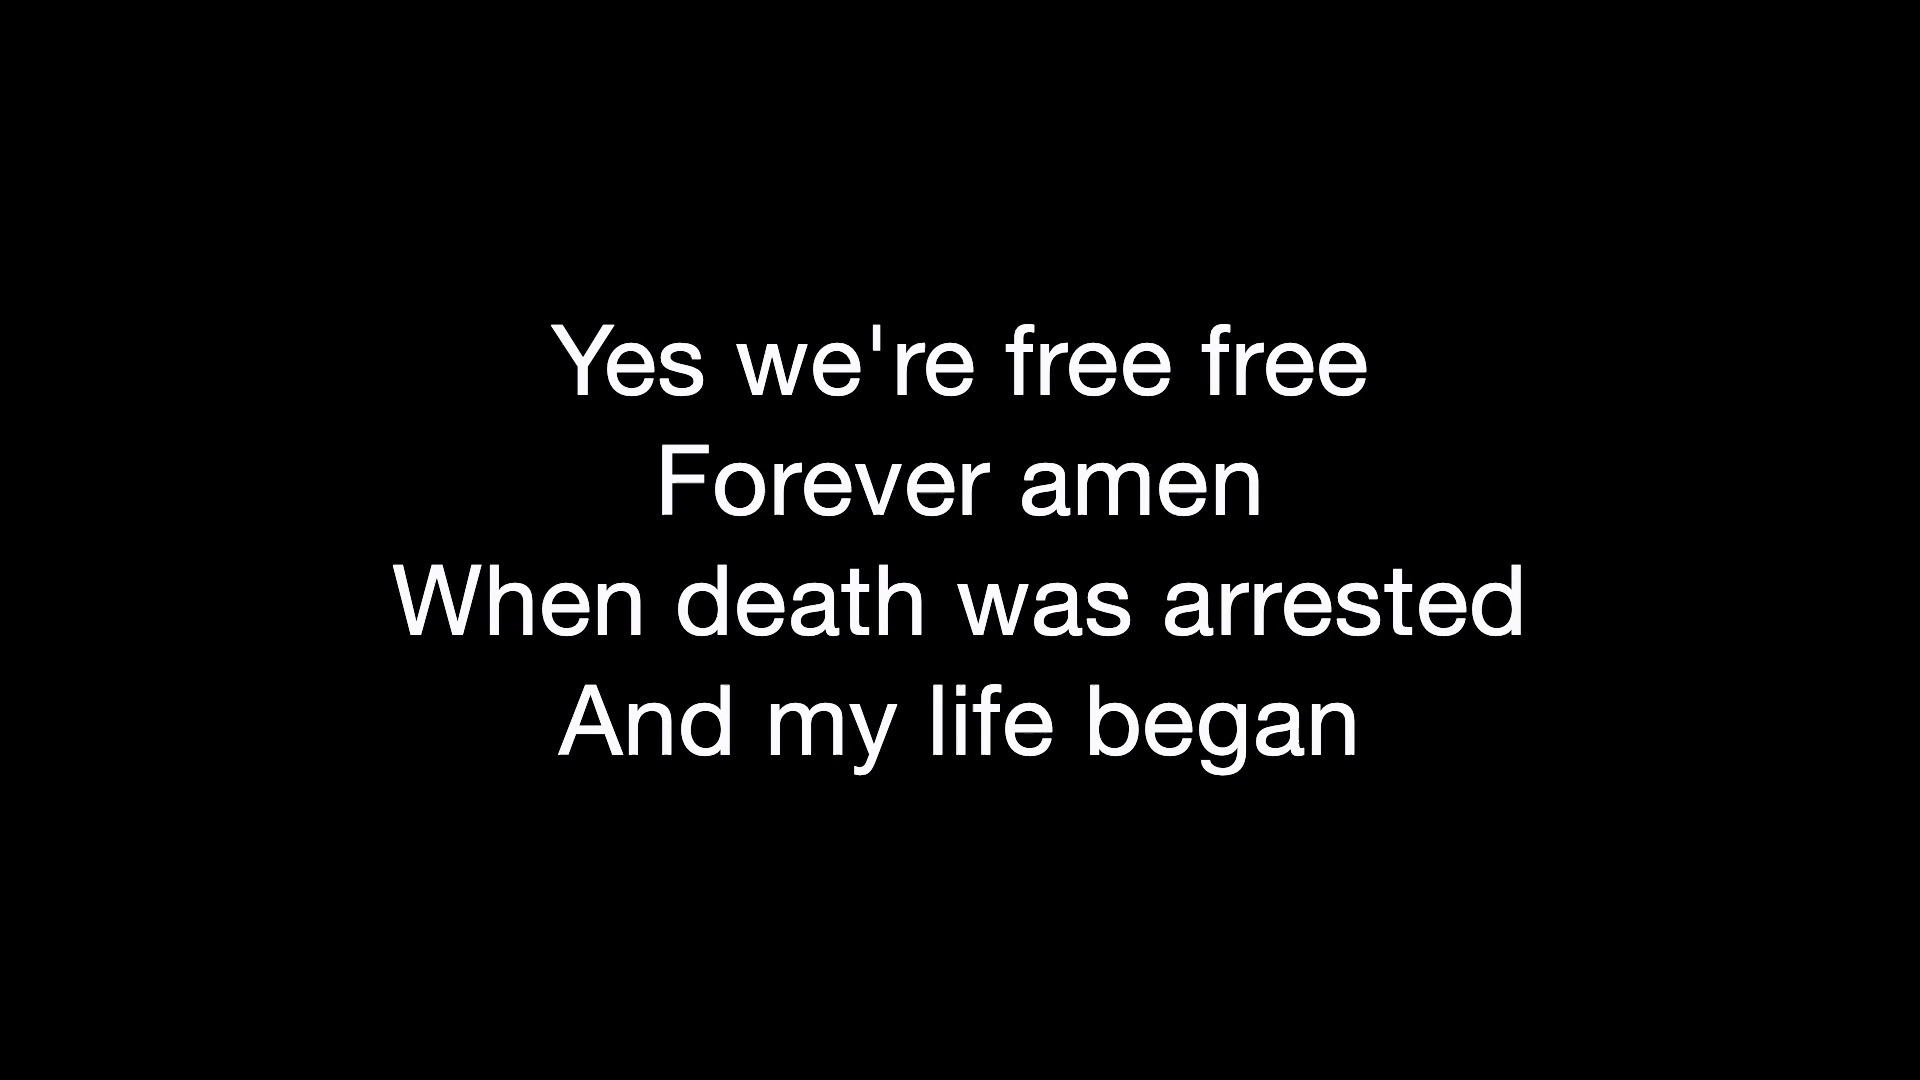 Yes we're free free
Forever amen
When death was arrested
And my life began